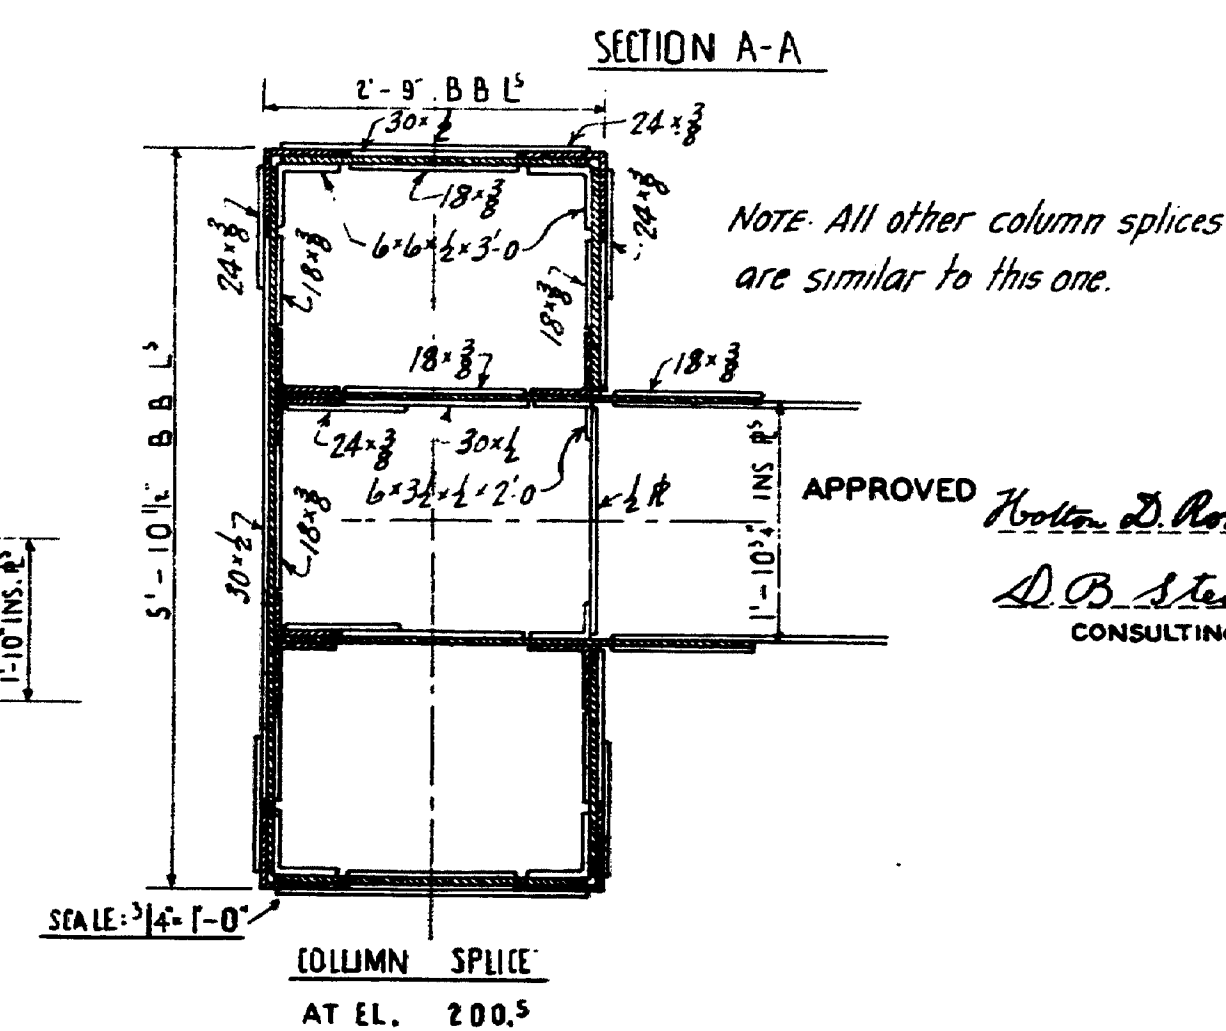 SECTION A-A
2'-9" B B Lˢ
30×½
24×⅜
18×⅜
24×⅜
24×⅜
18×⅜
6×6×½×3'-0
18×⅜
NOTE: All other column splices
are similar to this one.
18×⅜
18×⅜
24×⅜
30×½
6×3½×½×2'-0
½ ℄
5'-10½" B B Lˢ
30×½
18×⅜
1'-10¾" INS
1'-10" INS.
APPROVED
Holton D.
D. B
CONSULTING
SCALE: 3/4" = 1'-0"
COLUMN SPLICE
AT EL. 200.⁵